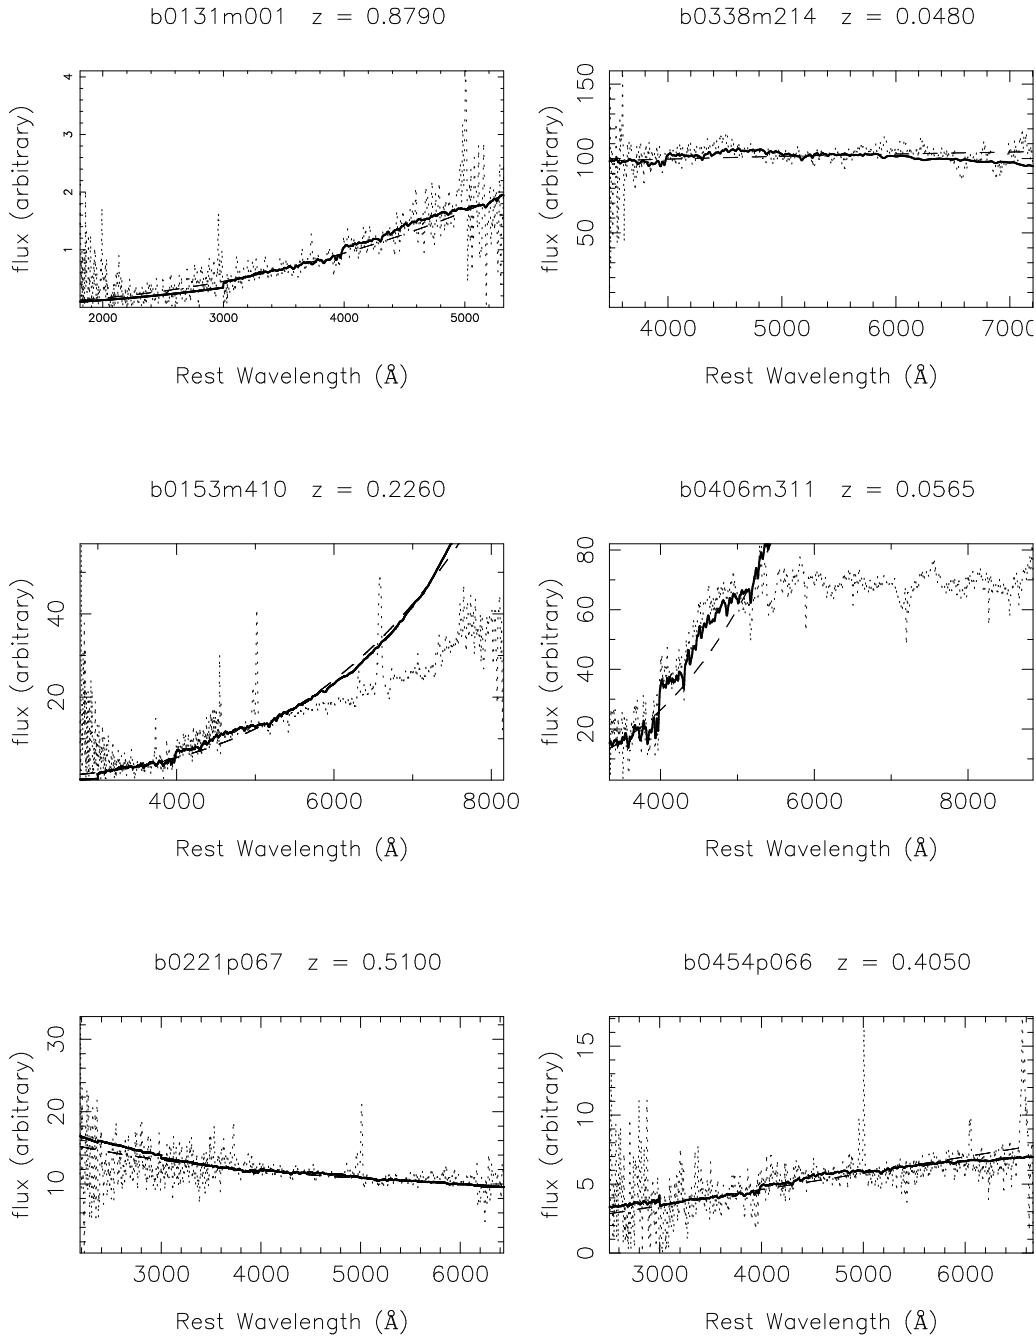 b0131m001 z = 0.8790
b0338m214 z = 0.0480
flux (arbitrary)
4
3
2
1
2000 3000 4000 5000
Rest Wavelength (Å)
flux (arbitrary)
150
100
50
4000 5000 6000 7000
Rest Wavelength (Å)
b0153m410 z = 0.2260
b0406m311 z = 0.0565
flux (arbitrary)
40
20
4000 6000 8000
Rest Wavelength (Å)
flux (arbitrary)
80
60
40
20
4000 6000 8000
Rest Wavelength (Å)
b0221p067 z = 0.5100
b0454p066 z = 0.4050
flux (arbitrary)
30
20
10
3000 4000 5000 6000
Rest Wavelength (Å)
flux (arbitrary)
15
10
5
0
3000 4000 5000 6000
Rest Wavelength (Å)